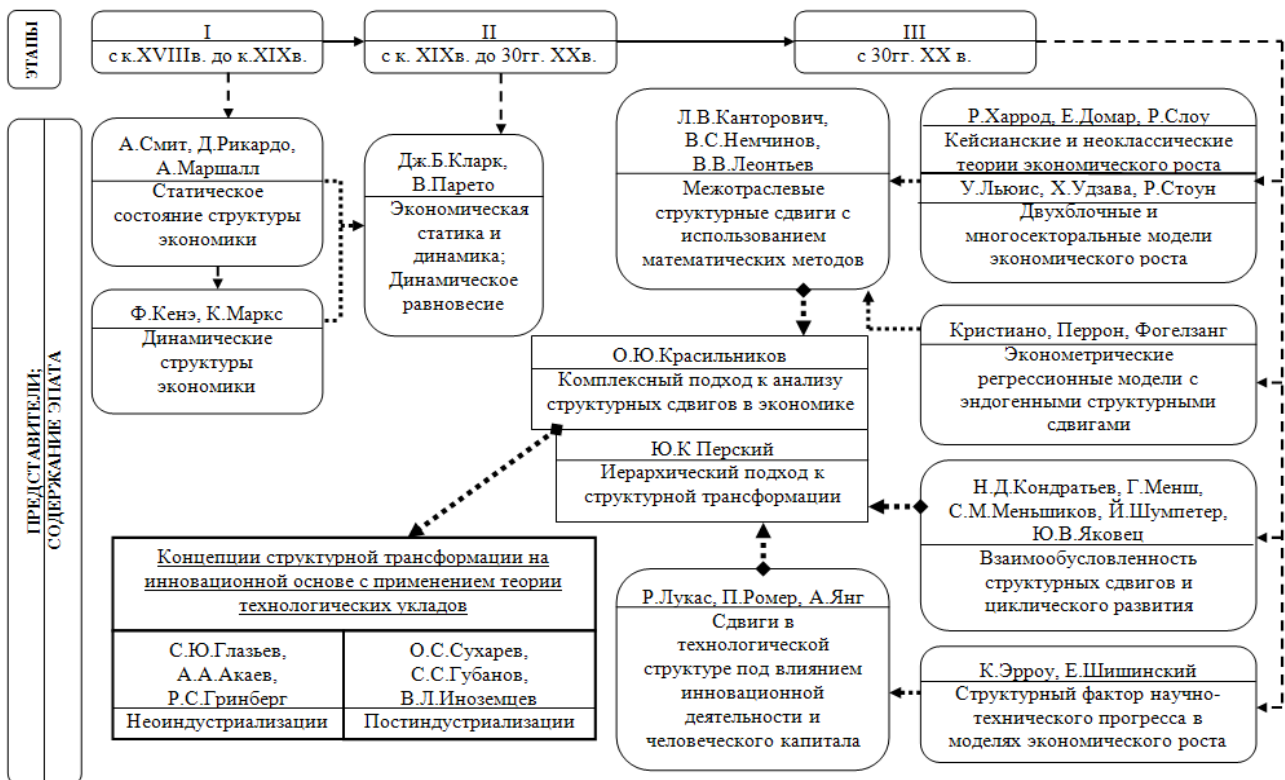 ЭТАПЫ
I
с к.XVIIIв. до к.XIXв.
II
с к. XIXв. до 30гг. XXв.
III
с 30гг. XX в.
ПРЕДСТАВИТЕЛИ;
СОДЕРЖАНИЕ ЭПАТА
А.Смит, Д.Рикардо,
А.Маршалл
Статическое
состояние структуры
экономики
Ф.Кенэ, К.Маркс
Динамические
структуры
экономики
Дж.Б.Кларк,
В.Парето
Экономическая
статика и
динамика;
Динамическое
равновесие
Л.В.Канторович,
В.С.Немчинов,
В.В.Леонтьев
Межотраслевые
структурные сдвиги с
использованием
математических методов
Р.Харрод, Е.Домар, Р.Слоу
Кейсианские и неоклассические
теории экономического роста
У.Льюис, Х.Удзава, Р.Стоун
Двухблочные и
многосекторальные модели
экономического роста
Кристиано, Перрон, Фогелзанг
Эконометрические
регрессионные модели с
эндогенными структурными
сдвигами
О.Ю.Красильников
Комплексный подход к анализу
структурных сдвигов в экономике
Ю.К Перский
Иерархический подход к
структурной трансформации
Н.Д.Кондратьев, Г.Менш,
С.М.Меньшиков, Й.Шумпетер,
Ю.В.Яковец
Взаимообусловленность
структурных сдвигов и
циклического развития
Концепции структурной трансформации на
инновационной основе с применением теории
технологических укладов
С.Ю.Глазьев,
А.А.Акаев,
Р.С.Гринберг
Неоиндустриализации
О.С.Сухарев,
С.С.Губанов,
В.Л.Иноземцев
Постиндустриализации
Р.Лукас, П.Ромер, А.Янг
Сдвиги в
технологической
структуре под влиянием
инновационной
деятельности и
человеческого капитала
К.Эрроу, Е.Шишинский
Структурный фактор научно-
технического прогресса в
моделях экономического роста